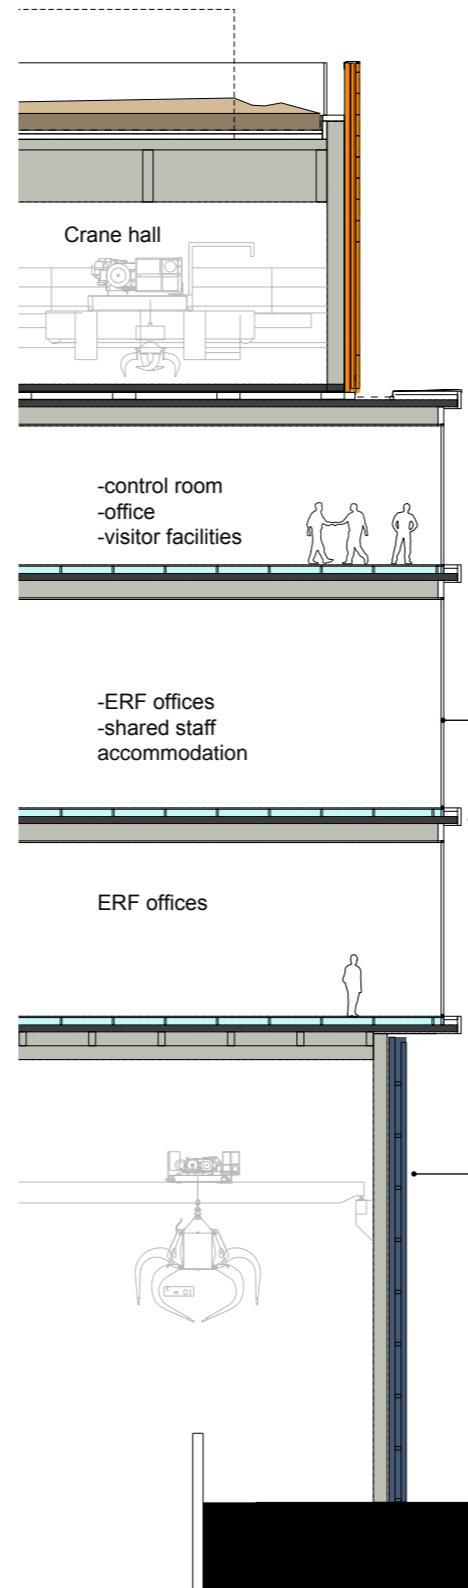 Crane hall
-control room
-office
-visitor facilities
-ERF offices
-shared staff
accommodation
ERF offices